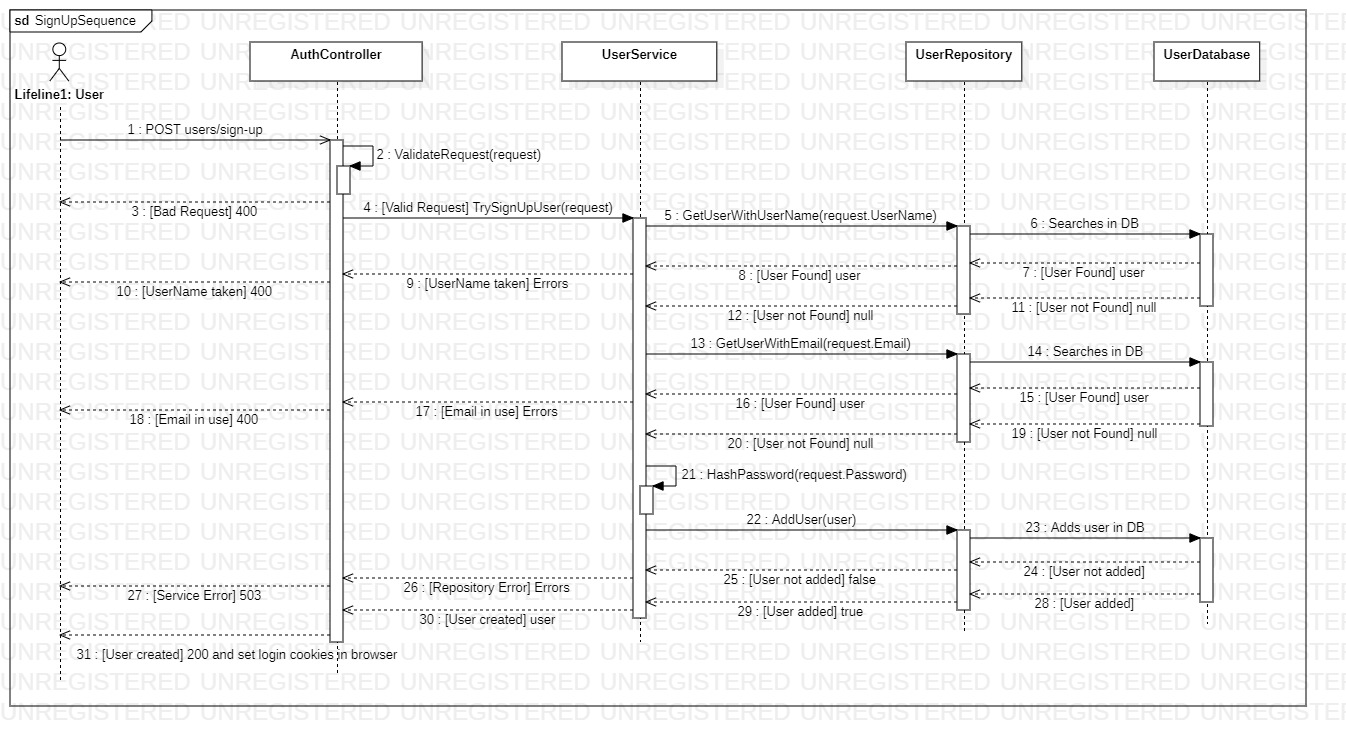 sd SignUpSequence
Lifeline1: User
AuthController
UserService
UserRepository
UserDatabase
1 : POST users/sign-up
2 : ValidateRequest(request)
3 : [Bad Request] 400
4 : [Valid Request] TrySignUpUser(request)
5 : GetUserWithUserName(request.UserName)
6 : Searches in DB
7 : [User Found] user
8 : [User Found] user
9 : [UserName taken] Errors
10 : [UserName taken] 400
11 : [User not Found] null
12 : [User not Found] null
13 : GetUserWithEmail(request.Email)
14 : Searches in DB
15 : [User Found] user
16 : [User Found] user
17 : [Email in use] Errors
18 : [Email in use] 400
19 : [User not Found] null
20 : [User not Found] null
21 : HashPassword(request.Password)
22 : AddUser(user)
23 : Adds user in DB
24 : [User not added]
25 : [User not added] false
26 : [Repository Error] Errors
27 : [Service Error] 503
28 : [User added]
29 : [User added] true
30 : [User created] user
31 : [User created] 200 and set login cookies in browser
UNREGISTERED